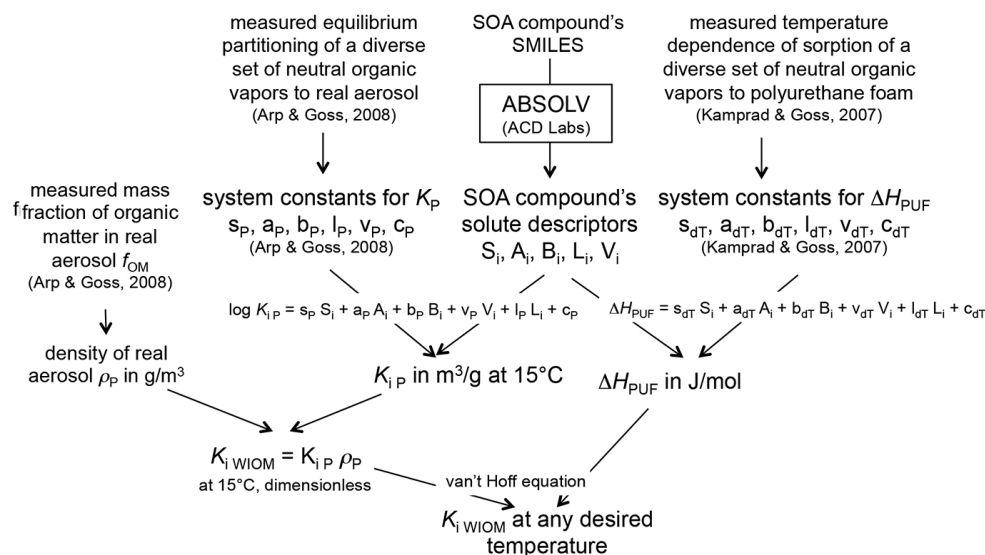 measured equilibrium
partitioning of a diverse
set of neutral organic
vapors to real aerosol
(Arp & Goss, 2008)
SOA compound's
SMILES
ABSOLV
(ACD Labs)
measured temperature
dependence of sorption of a
diverse set of neutral organic
vapors to polyurethane foam
(Kamprad & Goss, 2007)
measured mass
f fraction of organic
matter in real
aerosol fOM
(Arp & Goss, 2008)
system constants for KP
sP, aP, bP, lP, vP, cP
(Arp & Goss, 2008)
SOA compound's
solute descriptors
Si, Ai, Bi, Li, Vi
system constants for ΔHPUF
sdT, adT, bdT, ldT, vdT, cdT
(Kamprad & Goss, 2007)
log Ki P = sP Si + aP Ai + bP Bi + vP Vi + lP Li + cP
ΔHPUF = sdT Si + adT Ai + bdT Bi + vdT Vi + ldT Li + cdT
density of real
aerosol ρP in g/m³
Ki P in m³/g at 15°C
ΔHPUF in J/mol
Ki WIOM = Ki P ρP
at 15°C, dimensionless
van't Hoff equation
Ki WIOM at any desired
temperature